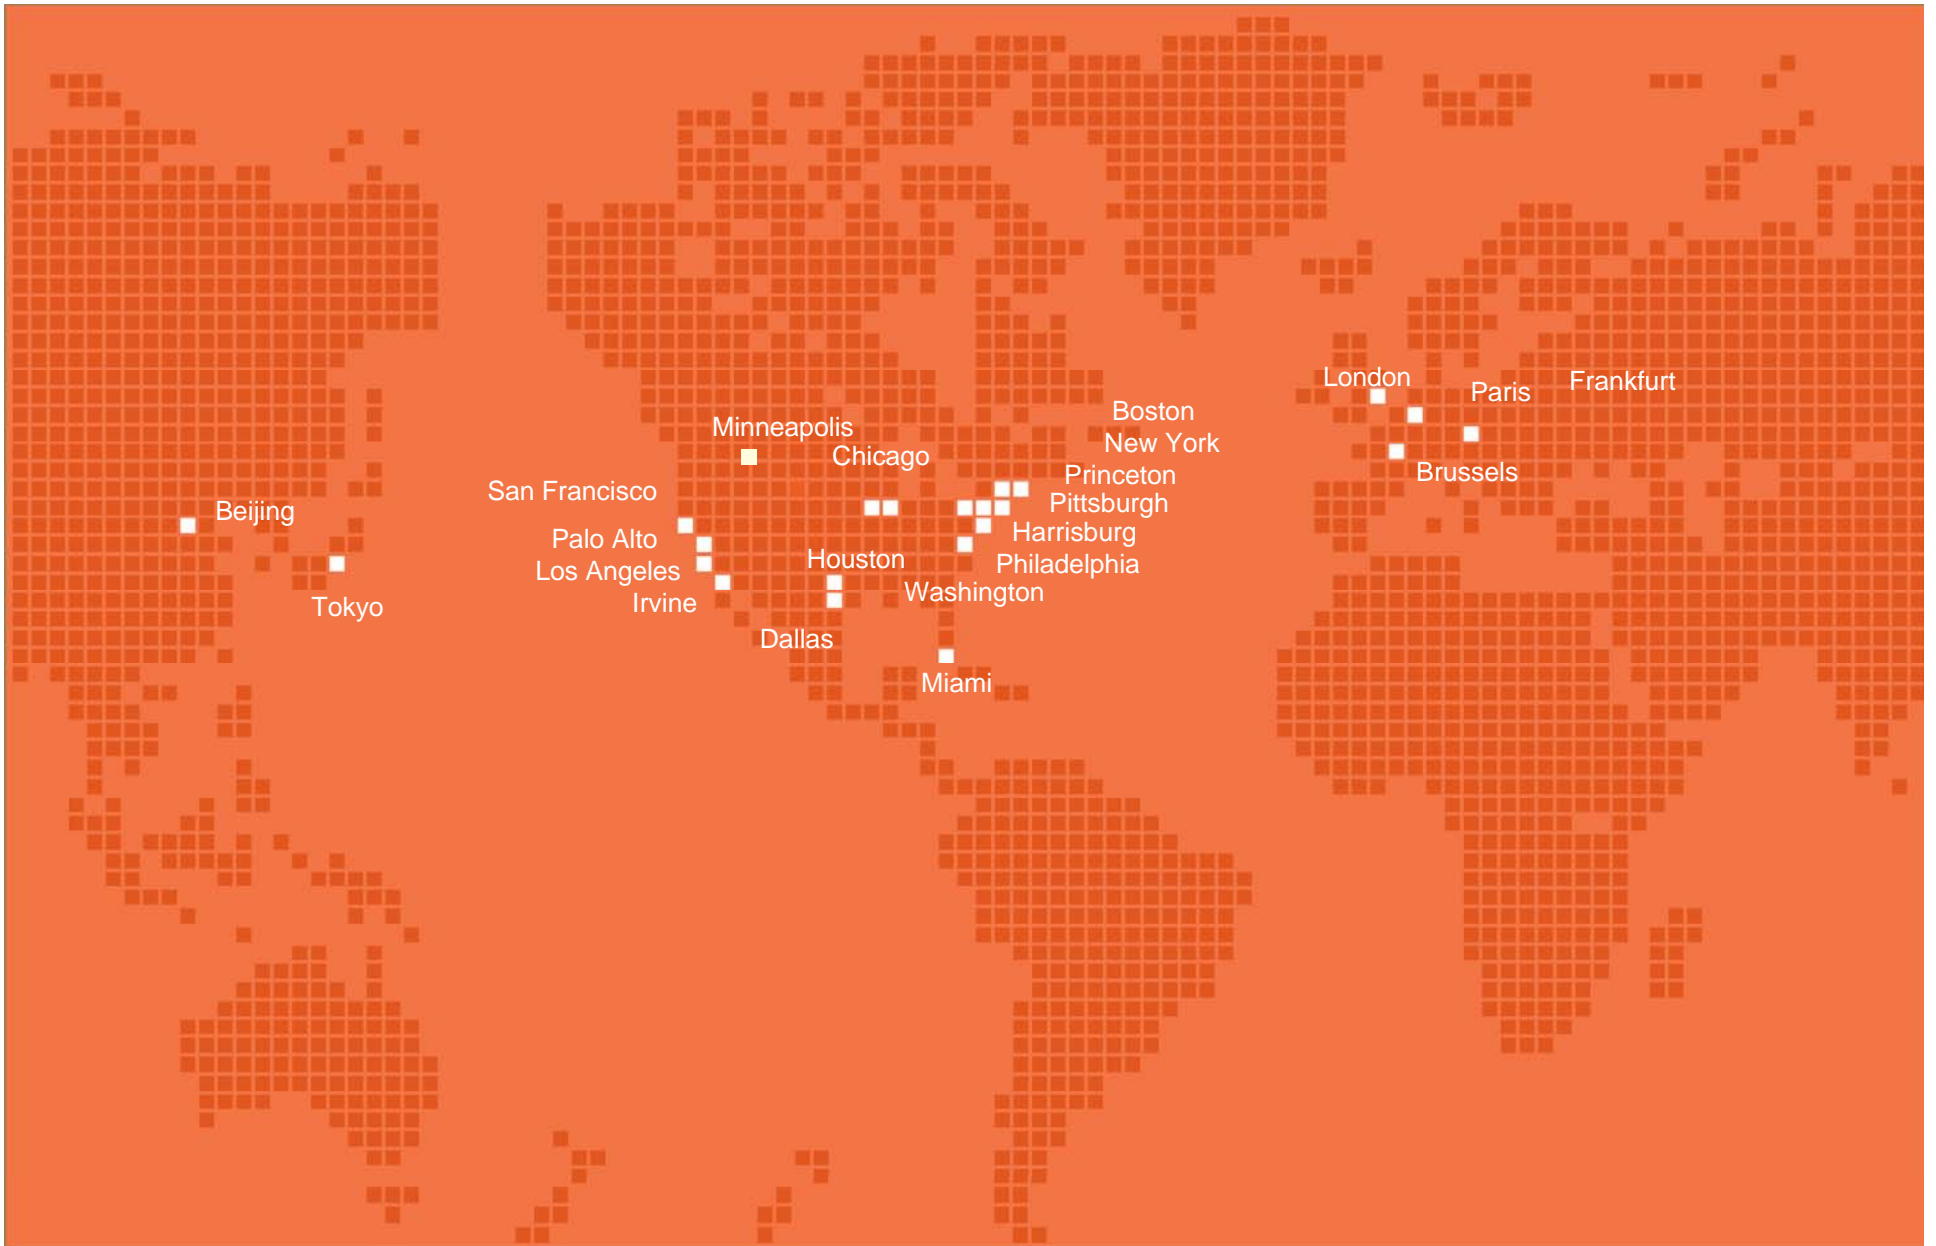 London
Frankfurt
Paris
Boston
Minneapolis
New York
Chicago
Brussels
Princeton
San Francisco
Pittsburgh
Beijing
Harrisburg
Palo Alto
Houston
Philadelphia
Los Angeles
Washington
Irvine
Tokyo
Dallas
Miami